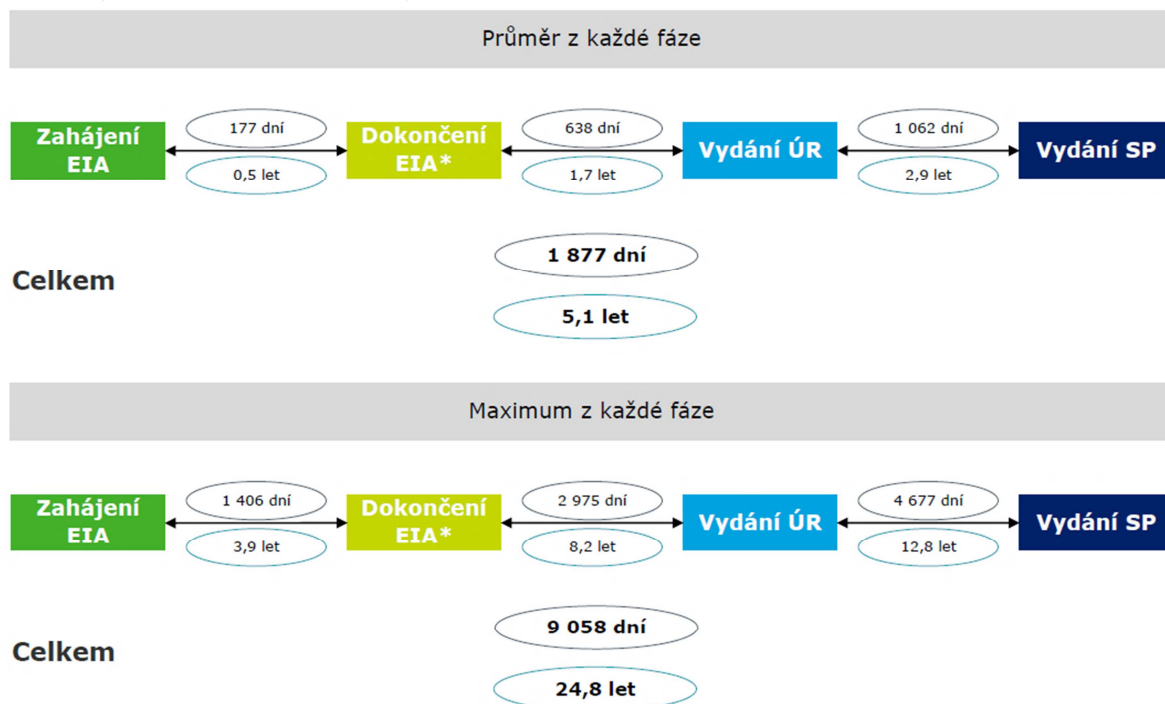 Průměr z každé fáze
Zahájení
EIA
177 dní
0,5 let
Dokončení
EIA*
638 dní
1,7 let
Vydání ÚR
1 062 dní
2,9 let
Vydání SP
Celkem
1 877 dní
5,1 let
Maximum z každé fáze
Zahájení
EIA
1 406 dní
3,9 let
Dokončení
EIA*
2 975 dní
8,2 let
Vydání ÚR
4 677 dní
12,8 let
Vydání SP
Celkem
9 058 dní
24,8 let